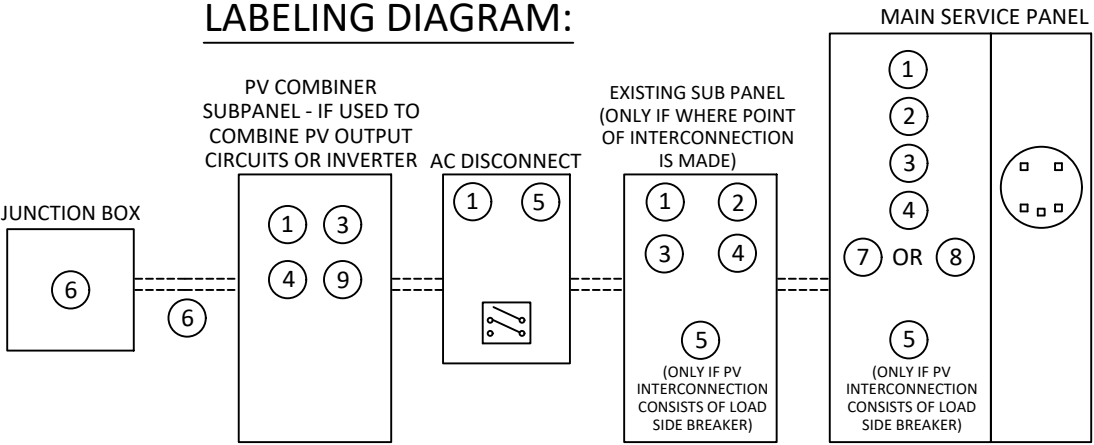 LABELING DIAGRAM:
MAIN SERVICE PANEL
PV COMBINER
SUBPANEL - IF USED TO
COMBINE PV OUTPUT
CIRCUITS OR INVERTER
AC DISCONNECT
EXISTING SUB PANEL
(ONLY IF WHERE POINT
OF INTERCONNECTION
IS MADE)
JUNCTION BOX
6
6
1 3
4 9
1 5
1 2
3 4
5
(ONLY IF PV
INTERCONNECTION
CONSISTS OF LOAD
SIDE BREAKER)
1
2
3
4
7 OR 8
5
(ONLY IF PV
INTERCONNECTION
CONSISTS OF LOAD
SIDE BREAKER)